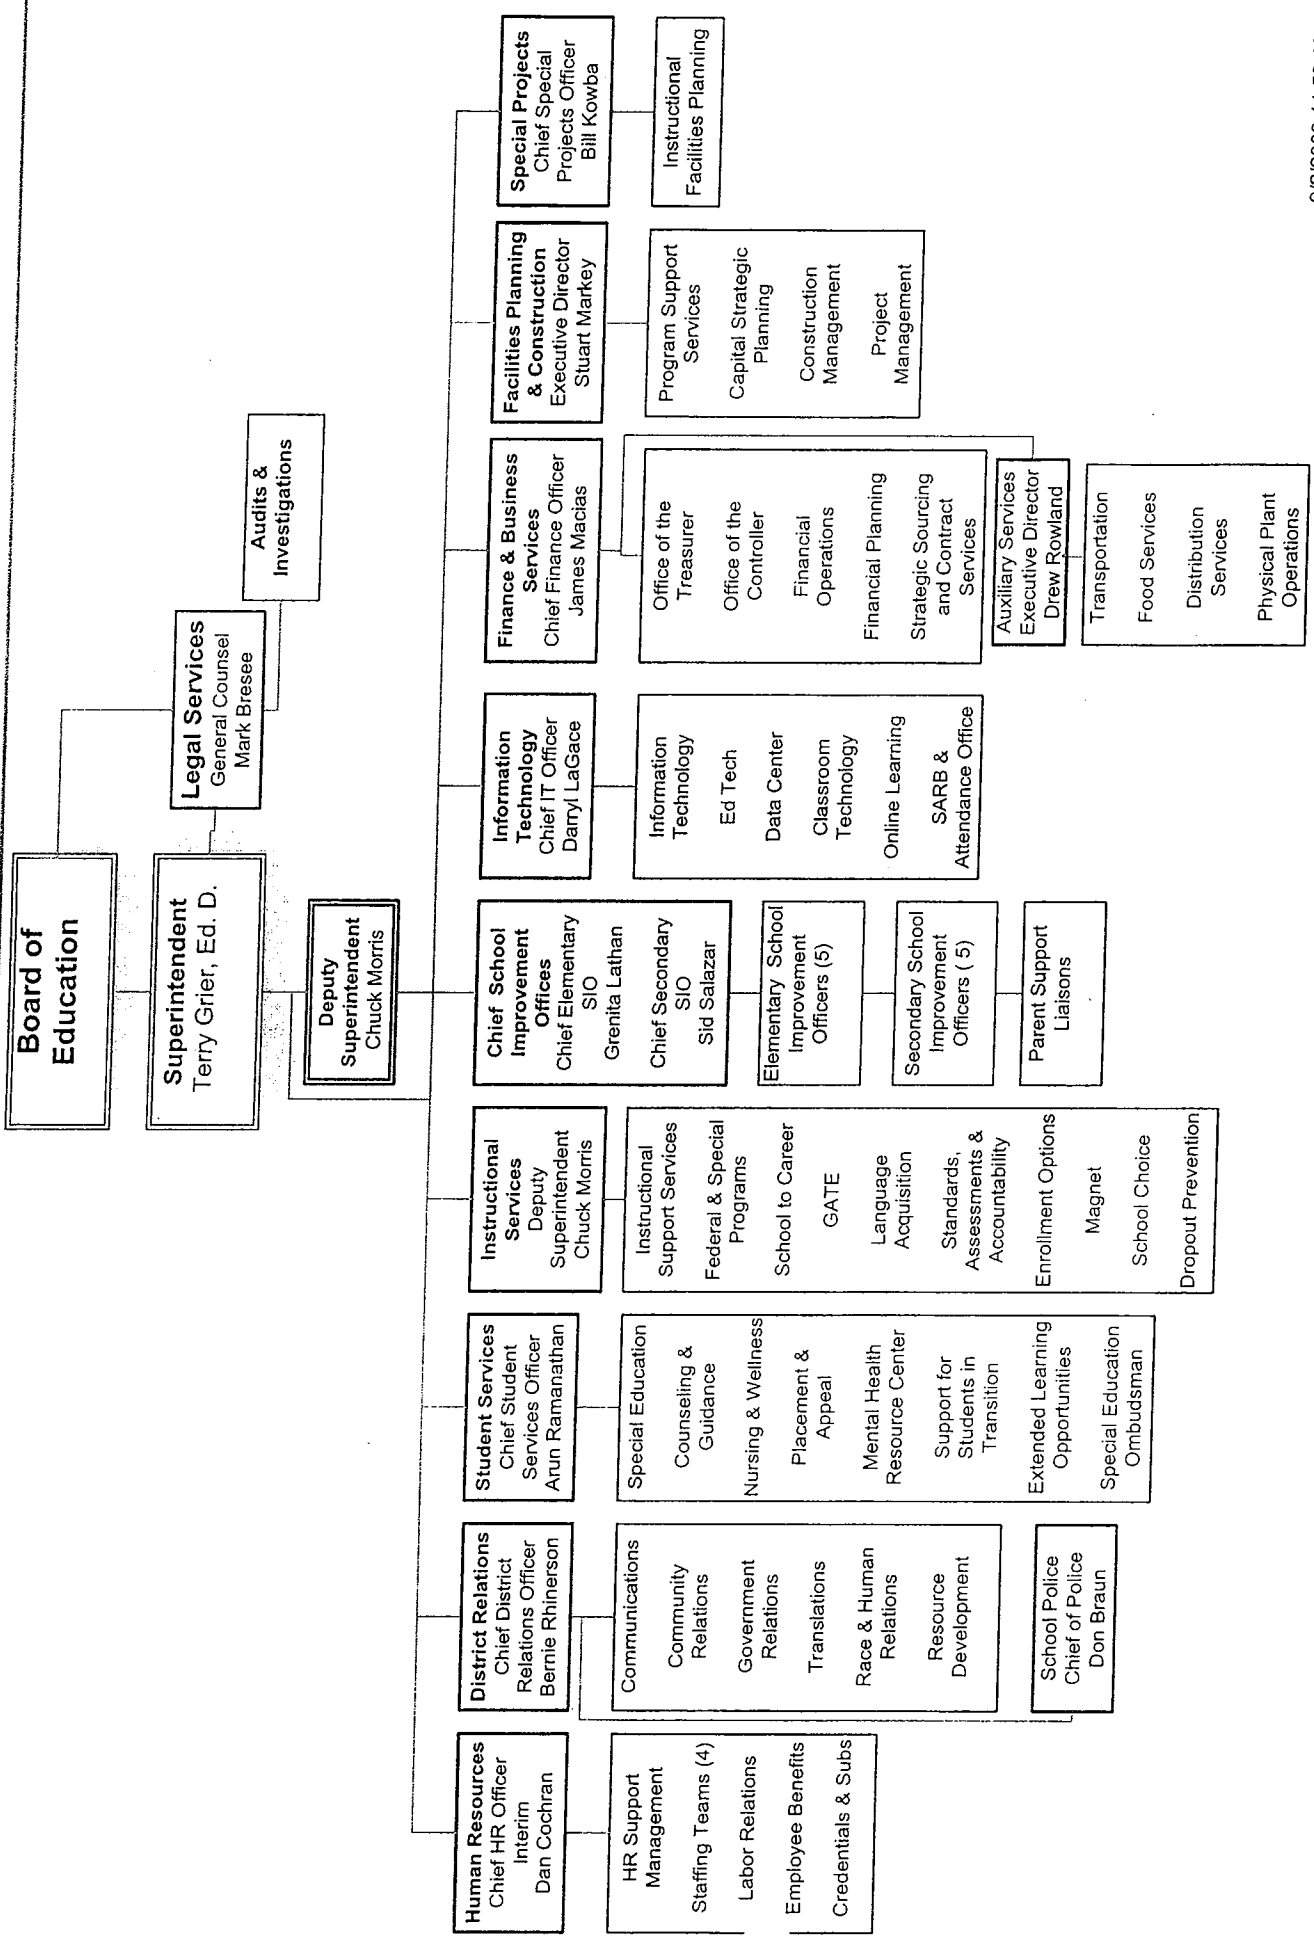 Board of
Education
Superintendent
Terry Grier, Ed. D.
Legal Services
General Counsel
Mark Bresee
Audits &
Investigations
Deputy
Superintendent
Chuck Morris
Human Resources
Chief HR Officer
Interim
Dan Cochran
HR Support
Management
Staffing Teams (4)
Labor Relations
Employee Benefits
Credentials & Subs
District Relations
Chief District
Relations Officer
Bernie Rhinerson
Communications
Community
Relations
Government
Relations
Translations
Race & Human
Relations
Resource
Development
School Police
Chief of Police
Don Braun
Student Services
Chief Student
Services Officer
Arun Ramanathan
Special Education
Counseling &
Guidance
Nursing & Wellness
Placement &
Appeal
Mental Health
Resource Center
Support for
Students in
Transition
Extended Learning
Opportunities
Special Education
Ombudsman
Instructional
Services
Deputy
Superintendent
Chuck Morris
Instructional
Support Services
Federal & Special
Programs
School to Career
GATE
Language
Acquisition
Standards,
Assessments &
Accountability
Enrollment Options
Magnet
School Choice
Dropout Prevention
Chief School
Improvement
Offices
Chief Elementary
SIO
Grenita Lathan
Chief Secondary
SIO
Sid Salazar
Elementary School
Improvement
Officers (5)
Secondary School
Improvement
Officers ( 5)
Parent Support
Liaisons
Information
Technology
Chief IT Officer
Darryl LaGace
Information
Technology
Ed Tech
Data Center
Classroom
Technology
Online Learning
SARB &
Attendance Office
Finance & Business
Services
Chief Finance Officer
James Macias
Office of the
Treasurer
Office of the
Controller
Financial
Operations
Financial Planning
Strategic Sourcing
and Contract
Services
Auxiliary Services
Executive Director
Drew Rowland
Transportation
Food Services
Distribution
Services
Physical Plant
Operations
Facilities Planning
& Construction
Executive Director
Stuart Markey
Program Support
Services
Capital Strategic
Planning
Construction
Management
Project
Management
Special Projects
Chief Special
Projects Officer
Bill Kowba
Instructional
Facilities Planning